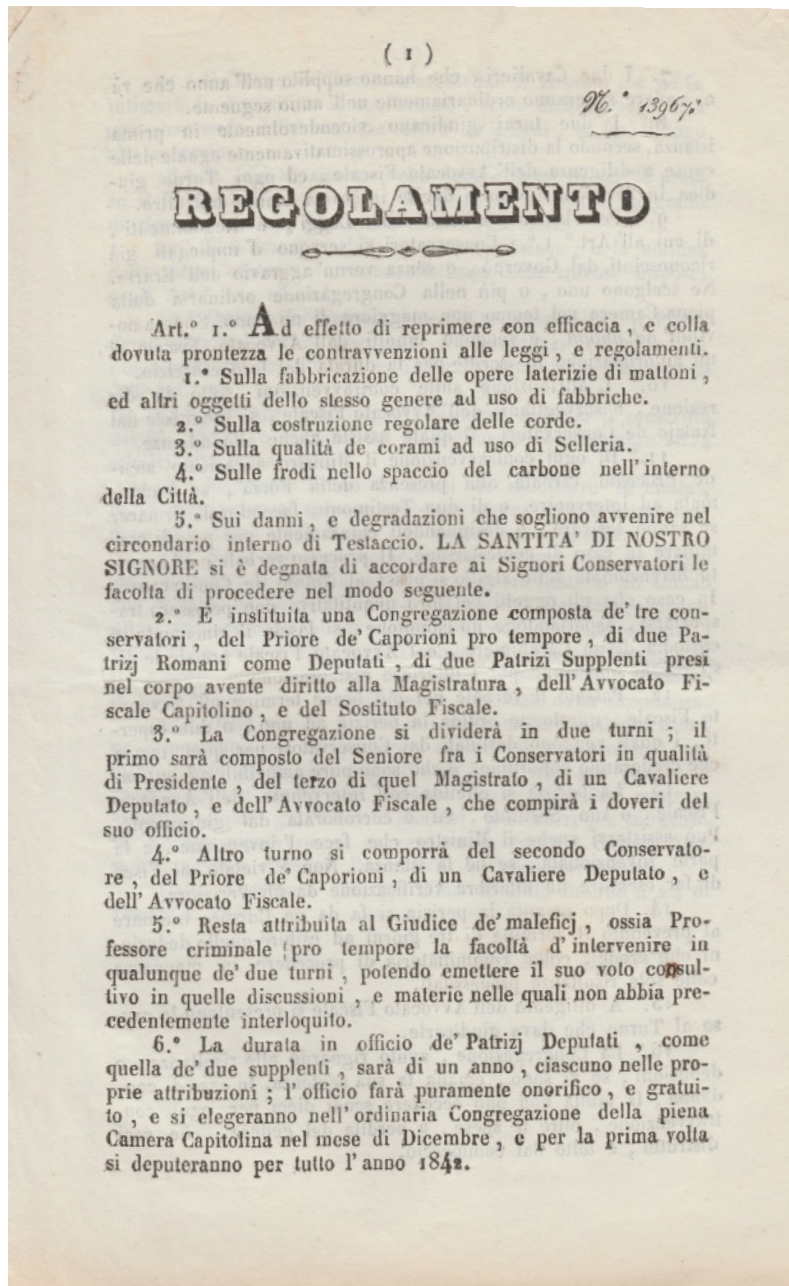 ( 1 )
N.° 13967.
REGOLAMENTO
Art.° 1.° Ad effetto di reprimere con efficacia , e colla
dovuta prontezza le contravvenzioni alle leggi , e regolamenti.
1.° Sulla fabbricazione delle opere laterizie di mattoni ,
ed altri oggetti dello stesso genere ad uso di fabbriche.
2.° Sulla costruzione regolare delle corde.
3.° Sulla qualità de corami ad uso di Selleria.
4.° Sulle frodi nello spaccio del carbone nell' interno
della Città.
5.° Sui danni , e degradazioni che sogliono avvenire nel
circondario interno di Testaccio. LA SANTITA' DI NOSTRO
SIGNORE si è degnata di accordare ai Signori Conservatori le
facolta di procedere nel modo seguente.
2.° E instituita una Congregazione composta de' tre con-
servatori , del Priore de' Caporioni pro tempore , di due Pa-
trizj Romani come Deputati , di due Patrizi Supplenti presi
nel corpo avente diritto alla Magistratura , dell' Avvocato Fi-
scale Capitolino , e del Sostituto Fiscale.
3.° La Congregazione si dividerà in due turni ; il
primo sarà composto del Seniore fra i Conservatori in qualità
di Presidente , del terzo di quel Magistrato , di un Cavaliere
Deputato , e dell' Avvocato Fiscale , che compirà i doveri del
suo officio.
4.° Altro turno si comporrà del secondo Conservato-
re , del Priore de' Caporioni , di un Cavaliere Deputato , e
dell' Avvocato Fiscale.
5.° Resta attribuita al Giudice de' maleficj , ossia Pro-
fessore criminale pro tempore la facoltà d' intervenire in
qualunque de' due turni , potendo emettere il suo voto consul-
tivo in quelle discussioni , e materie nelle quali non abbia pre-
cedentemente interloquito.
6.° La durata in officio de' Patrizj Deputati , come
quella de' due supplenti , sarà di un anno , ciascuno nelle pro-
prie attribuzioni ; l' officio farà puramente onorifico , e gratui-
to , e si elegeranno nell' ordinaria Congregazione della piena
Camera Capitolina nel mese di Dicembre , e per la prima volta
si deputeranno per tutto l' anno 1842.